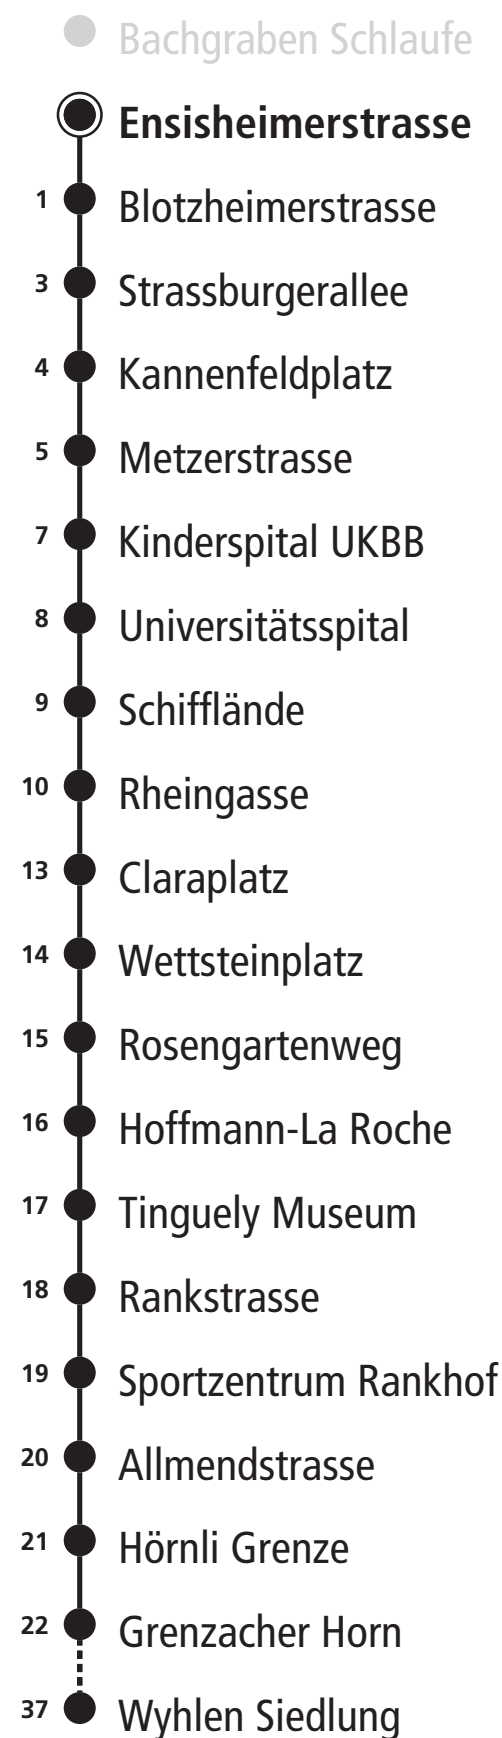 Bachgraben Schlaufe
Ensisheimerstrasse
1 Blotzheimerstrasse
3 Strassburgerallee
4 Kannenfeldplatz
5 Metzerstrasse
7 Kinderspital UKBB
8 Universitätsspital
9 Schifflände
10 Rheingasse
13 Claraplatz
14 Wettsteinplatz
15 Rosengartenweg
16 Hoffmann-La Roche
17 Tinguely Museum
18 Rankstrasse
19 Sportzentrum Rankhof
20 Allmendstrasse
21 Hörnli Grenze
22 Grenzacher Horn
37 Wyhlen Siedlung